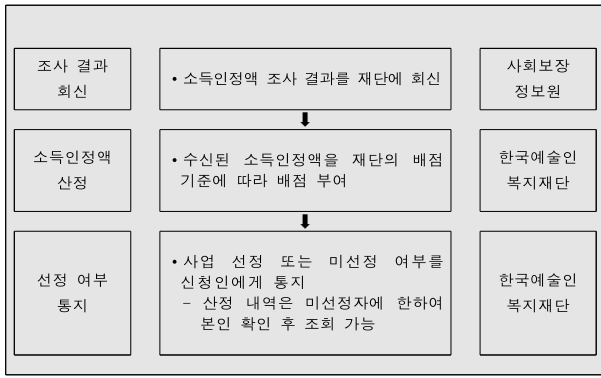 조사 결과
회신
• 소득인정액 조사 결과를 재단에 회신
사회보장
정보원
소득인정액
산정
• 수신된 소득인정액을 재단의 배점
기준에 따라 배점 부여
한국예술인
복지재단
선정 여부
통지
• 사업 선정 또는 미선정 여부를
신청인에게 통지
- 산정 내역은 미선정자에 한하여
본인 확인 후 조회 가능
한국예술인
복지재단